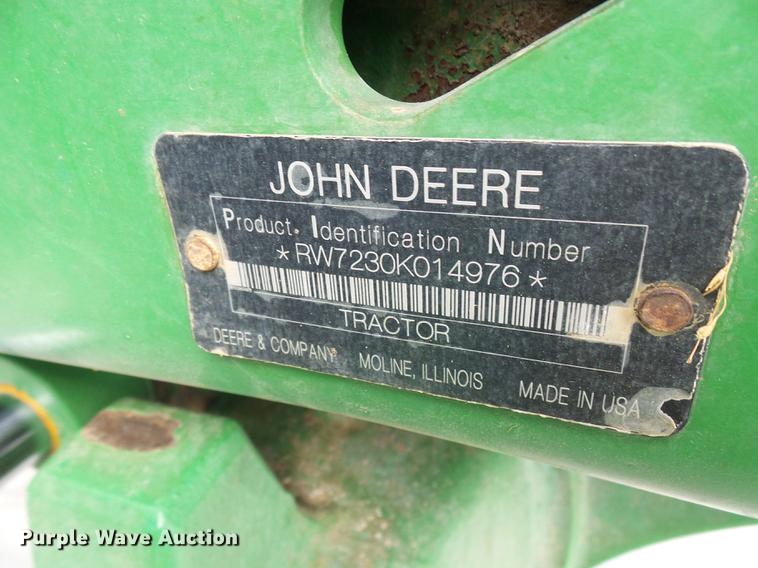 JOHN DEERE
Product Identification Number
*RW7230K014976*
TRACTOR
DEERE & COMPANY MOLINE, ILLINOIS MADE IN USA
Purple Wave Auction